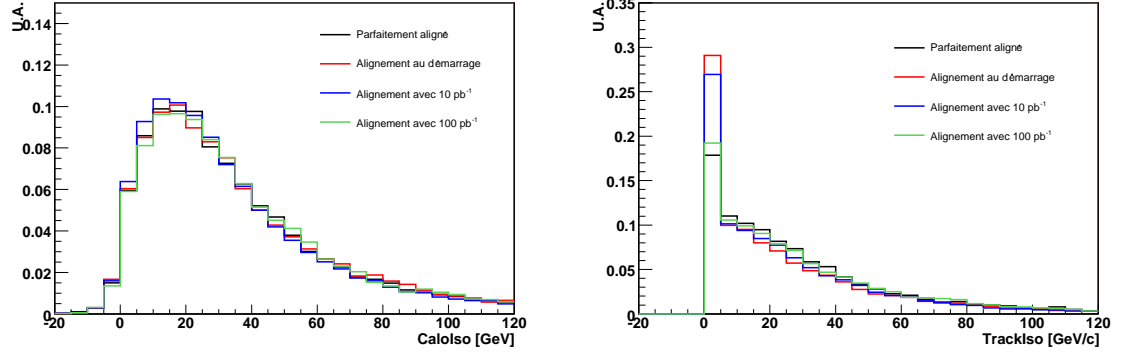 U.A.
0.14
0.12
0.1
0.08
0.06
0.04
0.02
0
-20 0 20 40 60 80 100 120
CaloIso [GeV]
Parfaitement aligné
Alignement au démarrage
Alignement avec 10 pb-1
Alignement avec 100 pb-1
U.A.
0.35
0.3
0.25
0.2
0.15
0.1
0.05
0
-20 0 20 40 60 80 100 120
TrackIso [GeV/c]
Parfaitement aligné
Alignement au démarrage
Alignement avec 10 pb-1
Alignement avec 100 pb-1